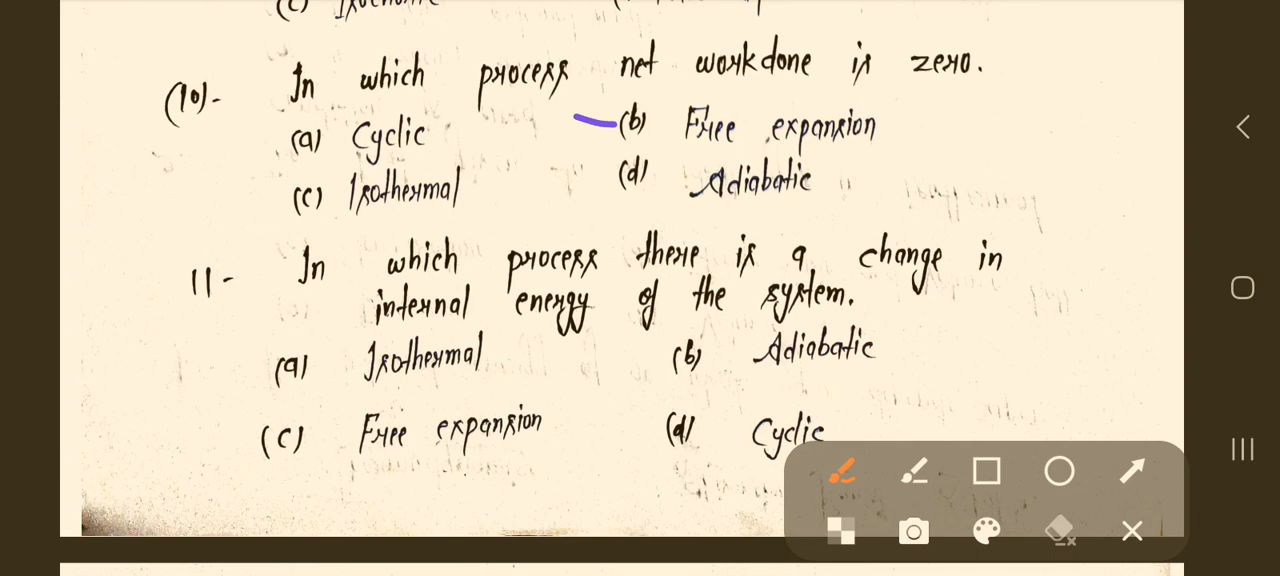 (10)- In which process net workdone is zero.
(a) Cyclic (b) Free expansion
(c) Isothermal (d) Adiabatic
11- In which process there is a change in
internal energy of the system.
(a) Isothermal (b) Adiabatic
(c) Free expansion (d) Cyclic